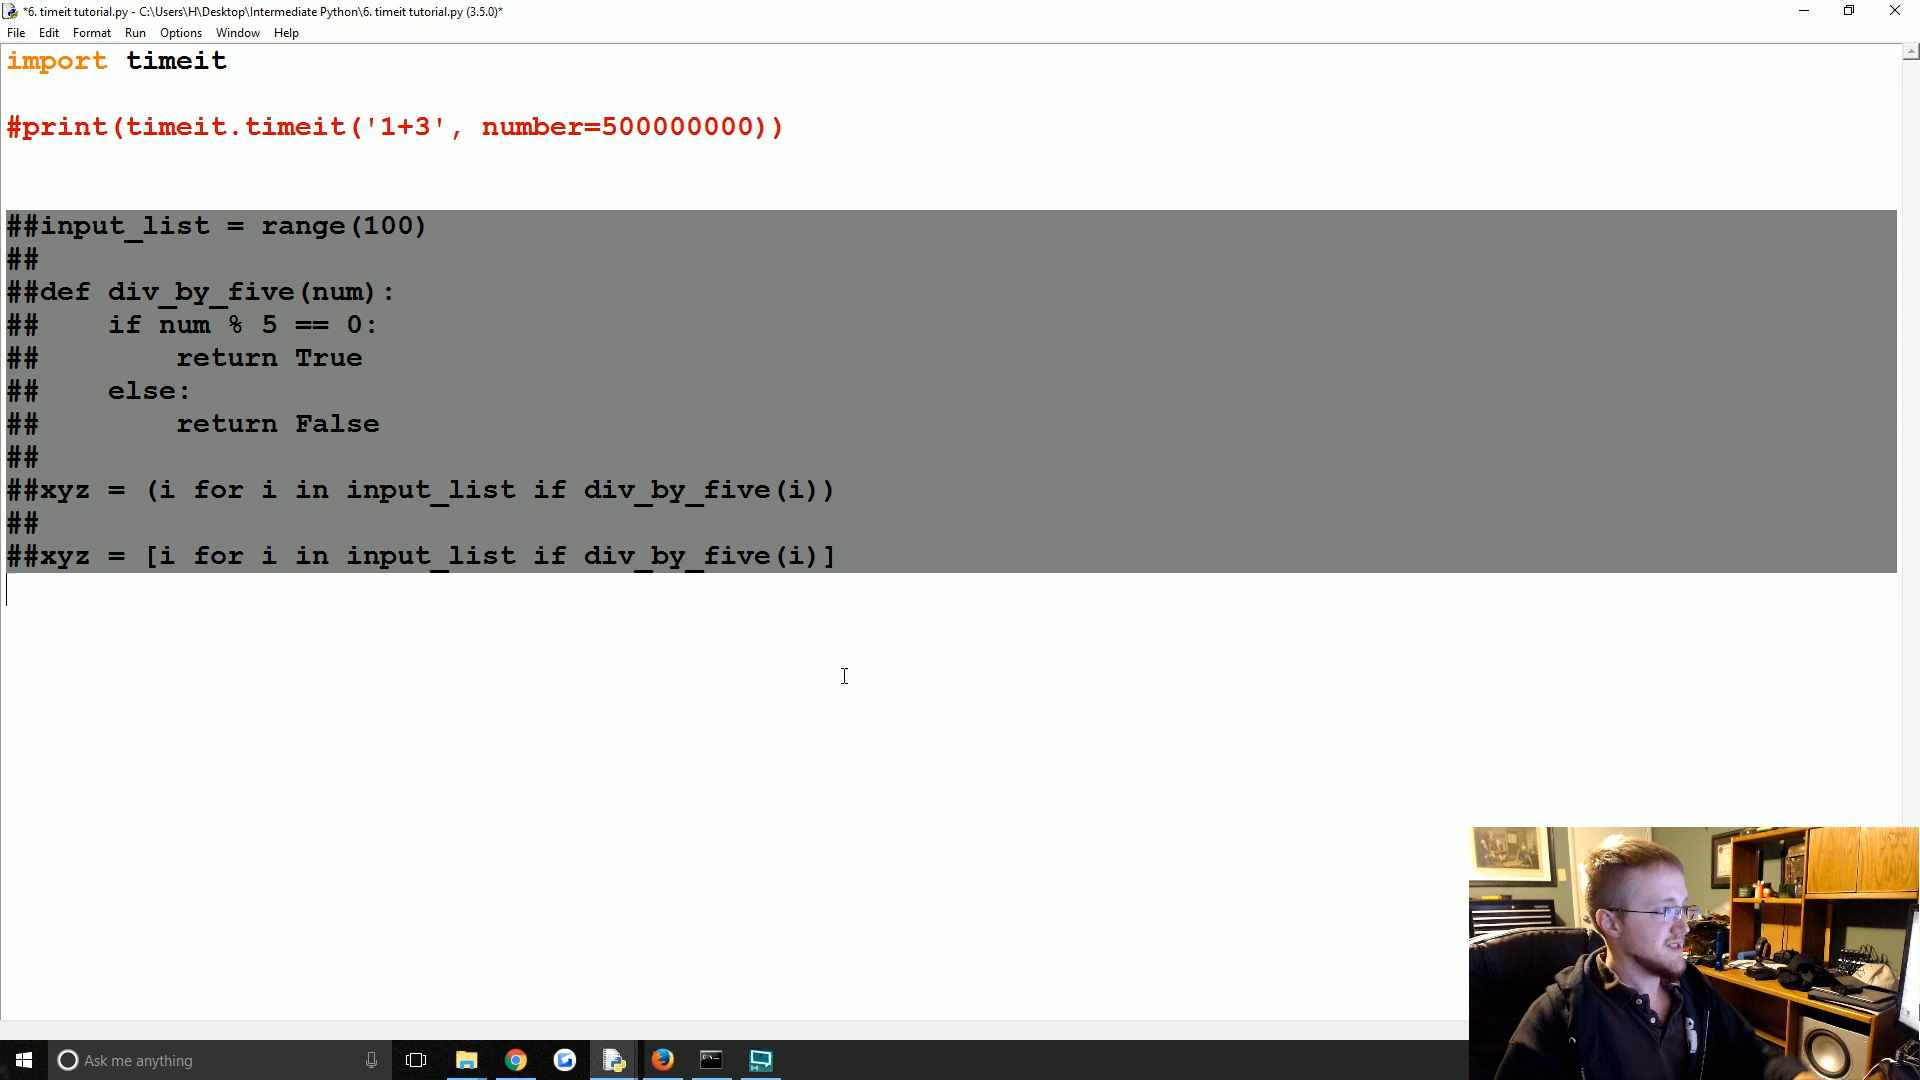 *6. timeit tutorial.py - C:\Users\H\Desktop\Intermediate Python\6. timeit tutorial.py (3.5.0)*
File Edit Format Run Options Window Help
import timeit
#print(timeit.timeit('1+3', number=500000000))
##input_list = range(100)
##
##def div_by_five(num):
##    if num % 5 == 0:
##        return True
##    else:
##        return False
##
##xyz = (i for i in input_list if div_by_five(i))
##
##xyz = [i for i in input_list if div_by_five(i)]
Ask me anything